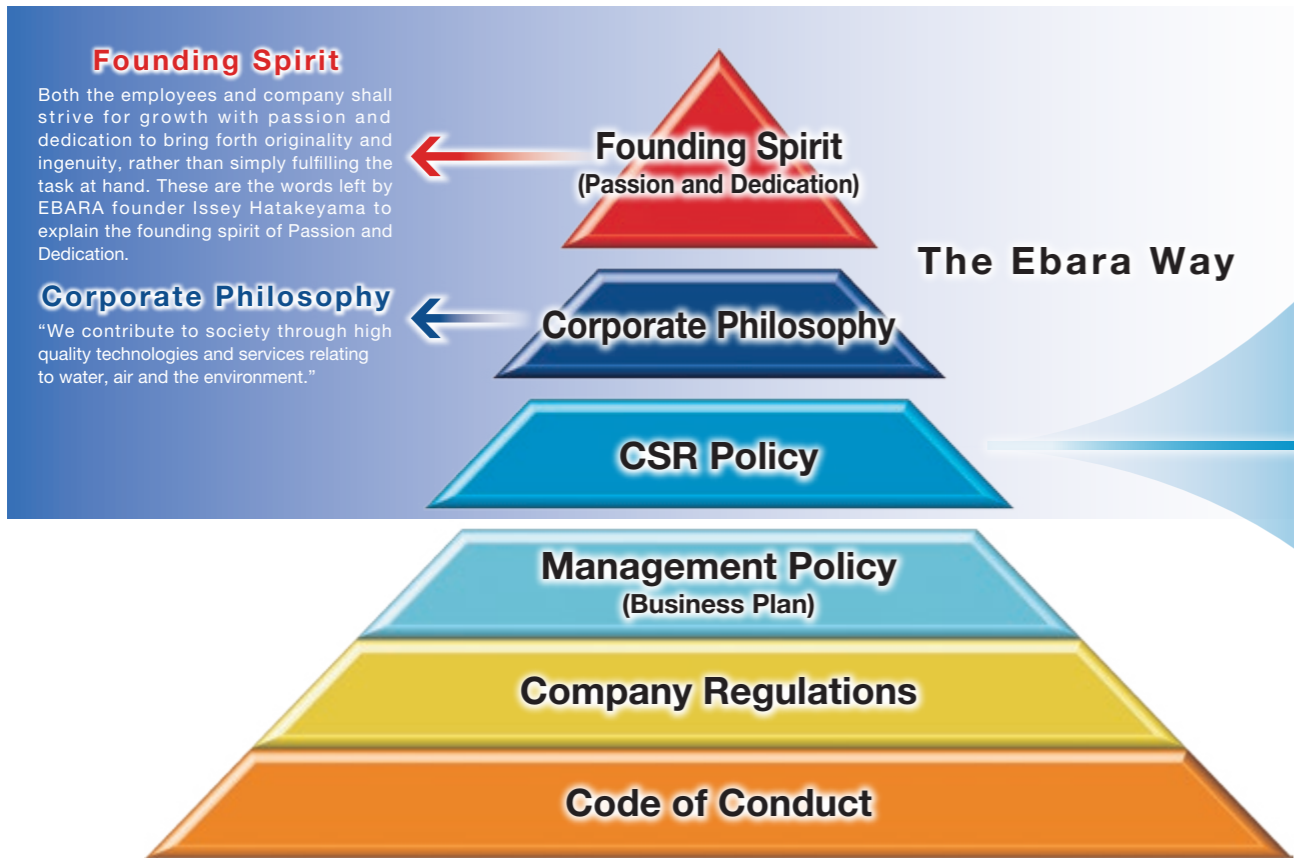 Founding Spirit
Both the employees and company shall
strive for growth with passion and
dedication to bring forth originality and
ingenuity, rather than simply fulfilling the
task at hand. These are the words left by
EBARA founder Issey Hatakeyama to
explain the founding spirit of Passion and
Dedication.
Corporate Philosophy
“We contribute to society through high
quality technologies and services relating
to water, air and the environment.”
Founding Spirit
(Passion and Dedication)
The Ebara Way
Corporate Philosophy
CSR Policy
Management Policy
(Business Plan)
Company Regulations
Code of Conduct